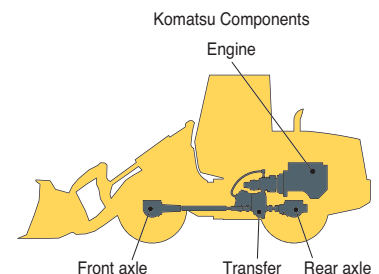 Komatsu Components
Engine
Front axle
Transfer
Rear axle